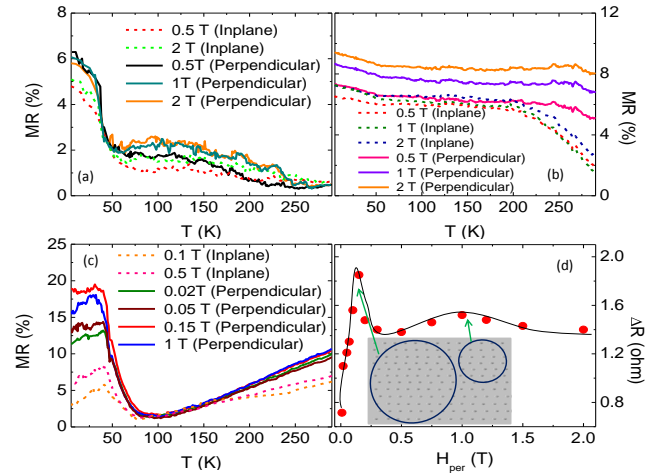 8
6
4
2
0
MR (%)
0.5 T (Inplane)
2 T (Inplane)
0.5T (Perpendicular)
1T (Perpendicular)
2 T (Perpendicular)
(a)
50 100 150 200 250
T (K)
12
8
4
0
MR (%)
0.5 T (Inplane)
1 T (Inplane)
2 T (Inplane)
0.5 T (Perpendicular)
1 T (Perpendicular)
2 T (Perpendicular)
(b)
50 100 150 200 250
T (K)
25
20
15
10
5
0
MR (%)
(c)
0.1 T (Inplane)
0.5 T (Inplane)
0.02T (Perpendicular)
0.05 T (Perpendicular)
0.15 T (Perpendicular)
1 T (Perpendicular)
50 100 150 200 250
T (K)
(d)
2.0
1.6
1.2
0.8
ΔR (ohm)
0.0 0.5 1.0 1.5 2.0
H per (T)